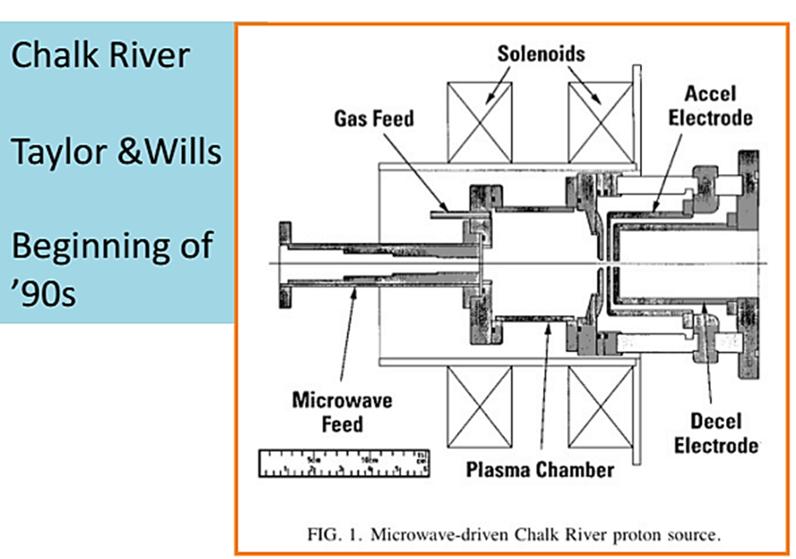 Chalk River
Taylor &Wills
Beginning of
’90s
Solenoids
Gas Feed
Accel
Electrode
Microwave
Feed
Plasma Chamber
Decel
Electrode
FIG. 1. Microwave-driven Chalk River proton source.